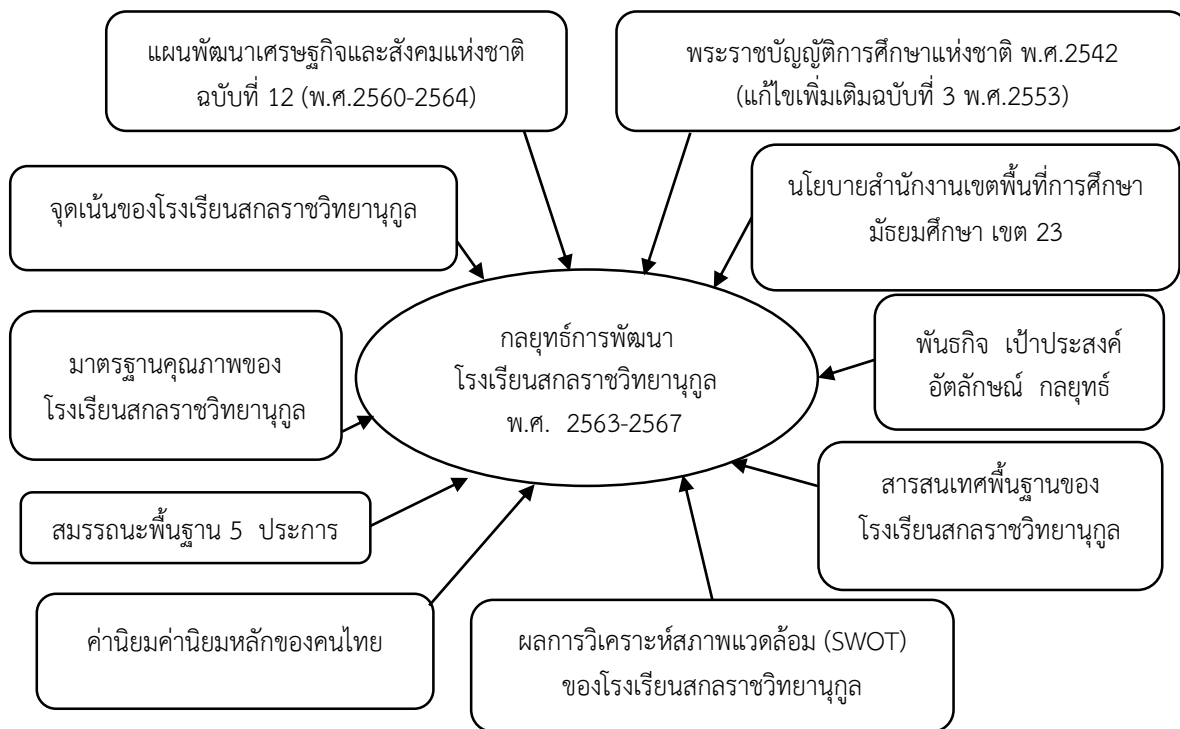 แผนพัฒนาเศรษฐกิจและสังคมแห่งชาติ
ฉบับที่ 12 (พ.ศ.2560-2564)
พระราชบัญญัติการศึกษาแห่งชาติ พ.ศ.2542
(แก้ไขเพิ่มเติมฉบับที่ 3 พ.ศ.2553)
จุดเน้นของโรงเรียนสกลราชวิทยานุกูล
นโยบายสำนักงานเขตพื้นที่การศึกษา
มัธยมศึกษา เขต 23
มาตรฐานคุณภาพของ
โรงเรียนสกลราชวิทยานุกูล
กลยุทธ์การพัฒนา
โรงเรียนสกลราชวิทยานุกูล
พ.ศ. 2563-2567
พันธกิจ เป้าประสงค์
อัตลักษณ์ กลยุทธ์
สมรรถนะพื้นฐาน 5 ประการ
สารสนเทศพื้นฐานของ
โรงเรียนสกลราชวิทยานุกูล
ค่านิยมค่านิยมหลักของคนไทย
ผลการวิเคราะห์สภาพแวดล้อม (SWOT)
ของโรงเรียนสกลราชวิทยานุกูล